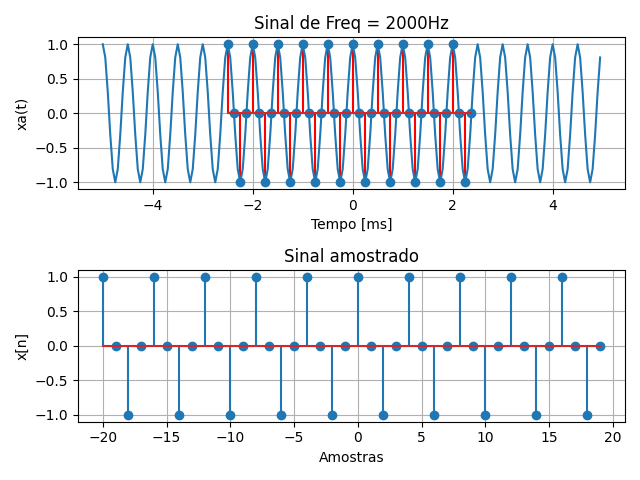 Sinal de Freq = 2000Hz
1.0
0.5
0.0
−0.5
−1.0
xa(t)
−4 −2 0 2 4
Tempo [ms]
Sinal amostrado
1.0
0.5
0.0
−0.5
−1.0
x[n]
−20 −15 −10 −5 0 5 10 15 20
Amostras